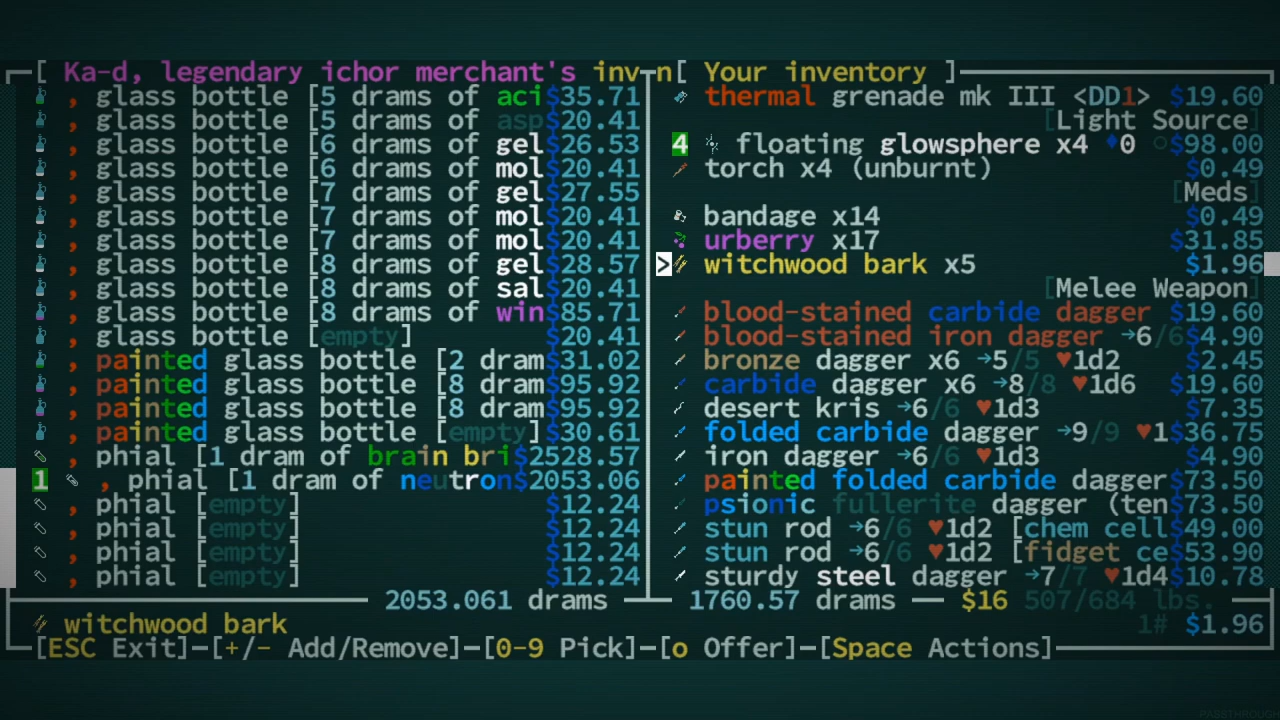 [ Ka-d, legendary ichor merchant's inv n[ Your inventory ]
, glass bottle [5 drams of aci$35.71
, glass bottle [5 drams of asp$20.41
, glass bottle [6 drams of gel$26.53
, glass bottle [6 drams of mol$20.41
, glass bottle [7 drams of gel$27.55
, glass bottle [7 drams of mol$20.41
, glass bottle [7 drams of mol$20.41
, glass bottle [8 drams of gel$28.57
, glass bottle [8 drams of sal$20.41
, glass bottle [8 drams of win$85.71
, glass bottle [empty] $20.41
, painted glass bottle [2 dram$31.02
, painted glass bottle [8 dram$95.92
, painted glass bottle [8 dram$95.92
, painted glass bottle [empty]$30.61
, phial [1 dram of brain bri$2528.57
1 , phial [1 dram of neutron$2053.06
, phial [empty] $12.24
, phial [empty] $12.24
, phial [empty] $12.24
, phial [empty] $12.24
thermal grenade mk III <DD1> $19.60
[Light Source]
4 floating glowsphere x4 ♦0 ○$98.00
torch x4 (unburnt) $0.49
[Meds]
bandage x14 $0.49
urberry x17 $31.85
> witchwood bark x5 $1.96
[Melee Weapon]
blood-stained carbide dagger $19.60
blood-stained iron dagger →6/6$4.90
bronze dagger x6 →5/5 ♥1d2 $2.45
carbide dagger x6 →8/8 ♥1d6 $19.60
desert kris →6/6 ♥1d3 $7.35
folded carbide dagger →9/9 ♥1$36.75
iron dagger →6/6 ♥1d3 $4.90
painted folded carbide dagger$73.50
psionic fullerite dagger (ten$73.50
stun rod →6/6 ♥1d2 [chem cell$49.00
stun rod →6/6 ♥1d2 [fidget ce$53.90
sturdy steel dagger →7/7 ♥1d4$10.78
2053.061 drams 1760.57 drams — $16 507/684 lbs.
witchwood bark 1# $1.96
[ESC Exit]—[+/- Add/Remove]—[0-9 Pick]—[o Offer]—[Space Actions]